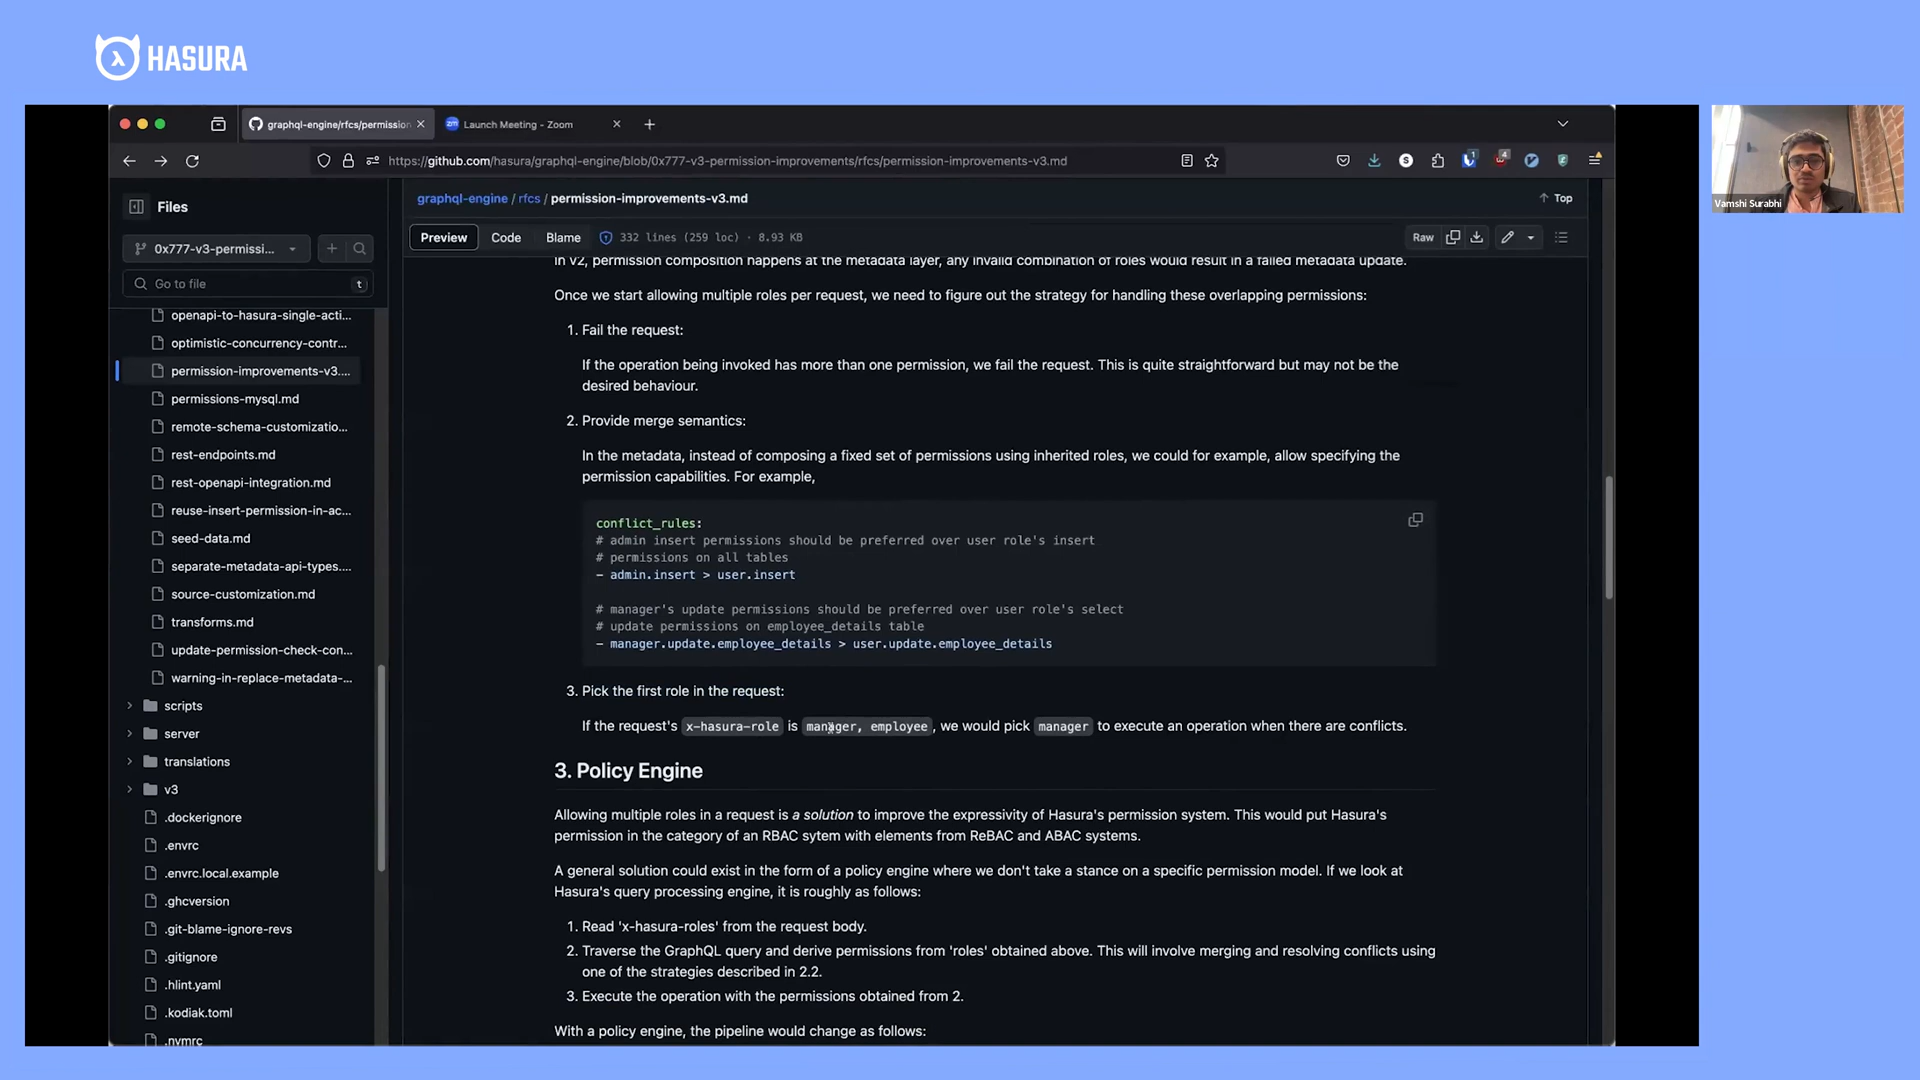 HASURA
graphql-engine/rfcs/permission
Launch Meeting - Zoom
https://github.com/hasura/graphql-engine/blob/0x777-v3-permission-improvements/rfcs/permission-improvements-v3.md
Files
0x777-v3-permissi...
Go to file
t
openapi-to-hasura-single-acti...
optimistic-concurrency-contr...
permission-improvements-v3....
permissions-mysql.md
remote-schema-customizatio...
rest-endpoints.md
rest-openapi-integration.md
reuse-insert-permission-in-ac...
seed-data.md
separate-metadata-api-types....
source-customization.md
transforms.md
update-permission-check-con...
warning-in-replace-metadata-...
scripts
server
translations
v3
.dockerignore
.envrc
.envrc.local.example
.ghcversion
.git-blame-ignore-revs
.gitignore
.hlint.yaml
.kodiak.toml
.nvmrc
graphql-engine / rfcs / permission-improvements-v3.md
Top
Preview Code Blame 332 lines (259 loc) · 8.93 KB
Raw
In v2, permission composition happens at the metadata layer, any invalid combination of roles would result in a failed metadata update.
Once we start allowing multiple roles per request, we need to figure out the strategy for handling these overlapping permissions:
1. Fail the request:
If the operation being invoked has more than one permission, we fail the request. This is quite straightforward but may not be the
desired behaviour.
2. Provide merge semantics:
In the metadata, instead of composing a fixed set of permissions using inherited roles, we could for example, allow specifying the
permission capabilities. For example,
conflict_rules:
# admin insert permissions should be preferred over user role's insert
# permissions on all tables
- admin.insert > user.insert
# manager's update permissions should be preferred over user role's select
# update permissions on employee_details table
- manager.update.employee_details > user.update.employee_details
3. Pick the first role in the request:
If the request's x-hasura-role is manager, employee, we would pick manager to execute an operation when there are conflicts.
3. Policy Engine
Allowing multiple roles in a request is a solution to improve the expressivity of Hasura's permission system. This would put Hasura's
permission in the category of an RBAC sytem with elements from ReBAC and ABAC systems.
A general solution could exist in the form of a policy engine where we don't take a stance on a specific permission model. If we look at
Hasura's query processing engine, it is roughly as follows:
1. Read 'x-hasura-roles' from the request body.
2. Traverse the GraphQL query and derive permissions from 'roles' obtained above. This will involve merging and resolving conflicts using
one of the strategies described in 2.2.
3. Execute the operation with the permissions obtained from 2.
With a policy engine, the pipeline would change as follows:
Vamshi Surabhi